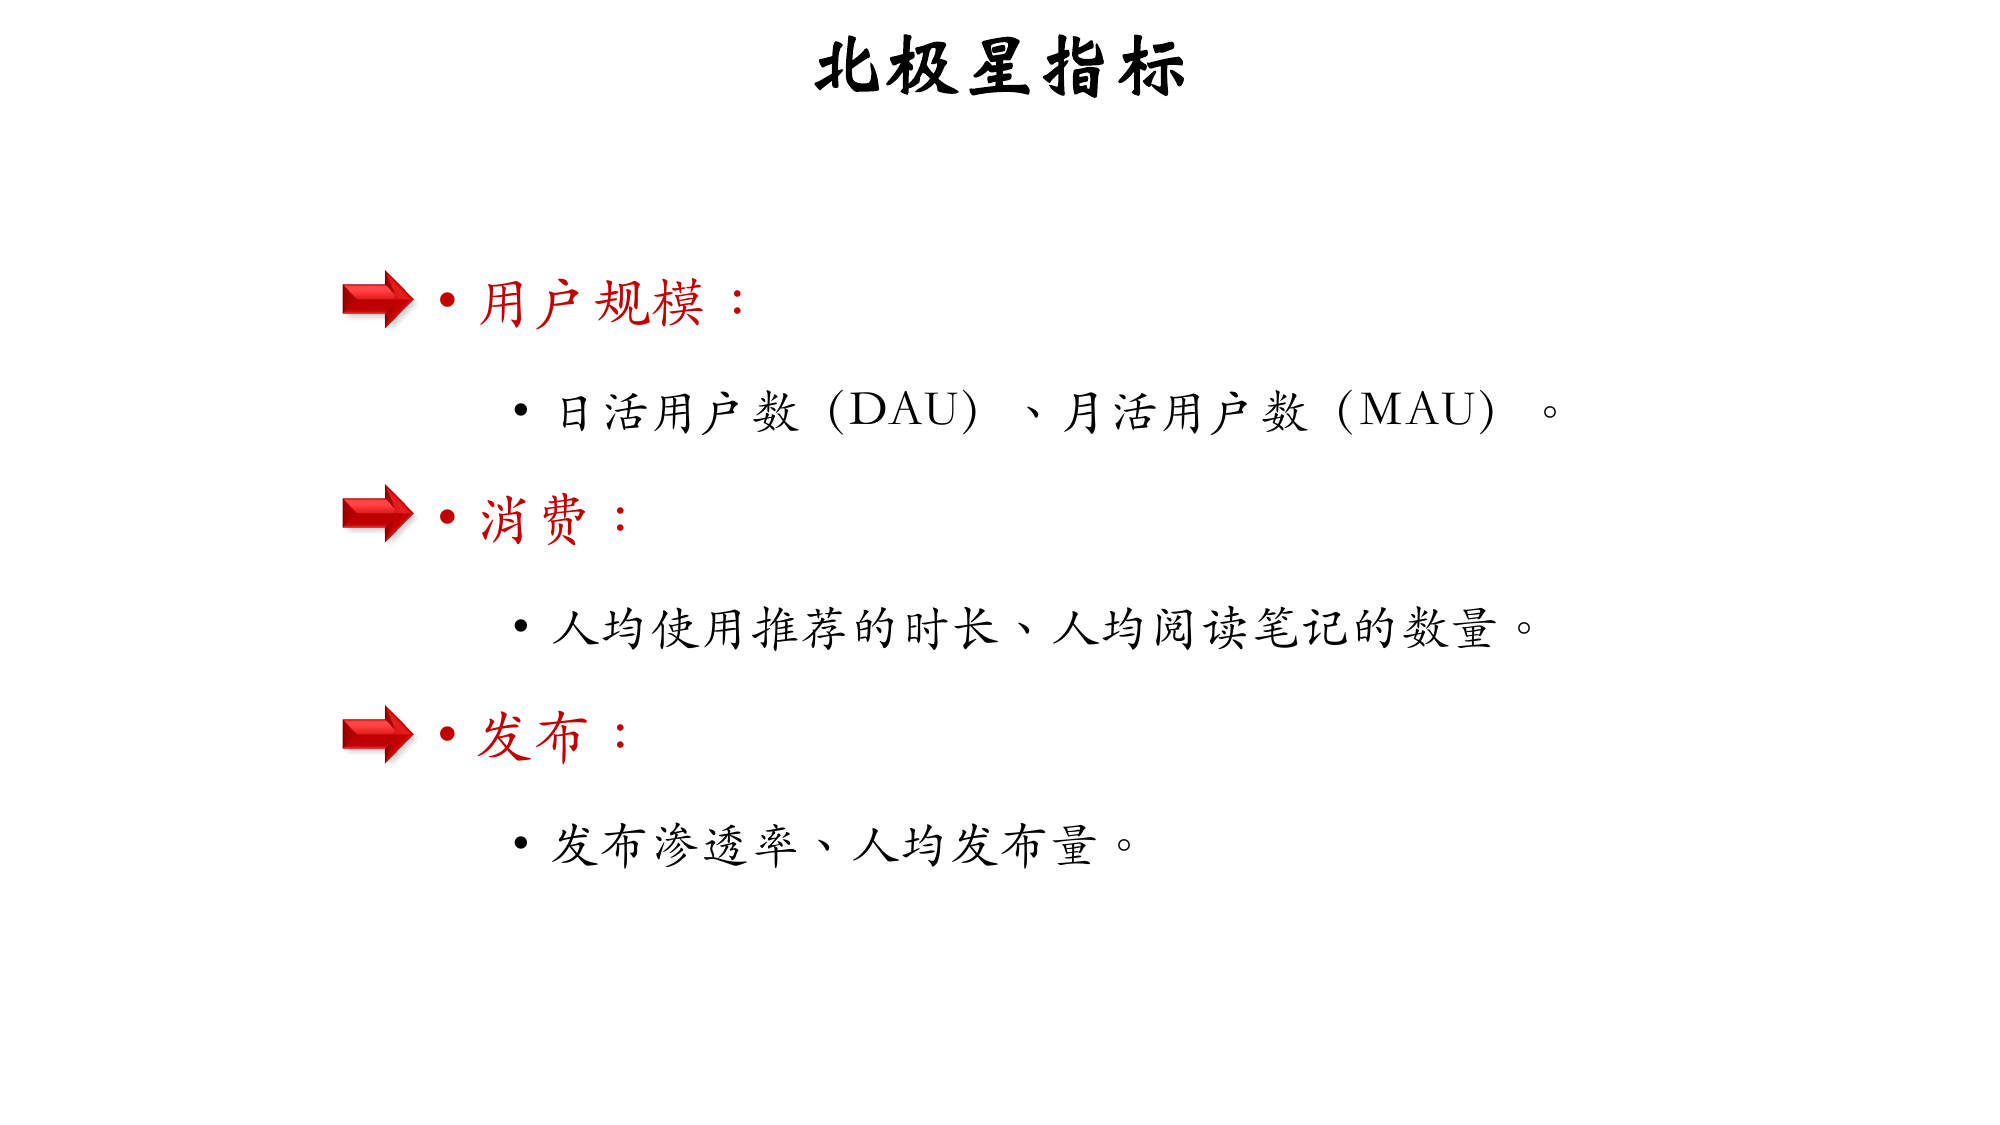 北极星指标
• 用户规模：
• 日活用户数（DAU）、月活用户数（MAU）。
• 消费：
• 人均使用推荐的时长、人均阅读笔记的数量。
• 发布：
• 发布渗透率、人均发布量。